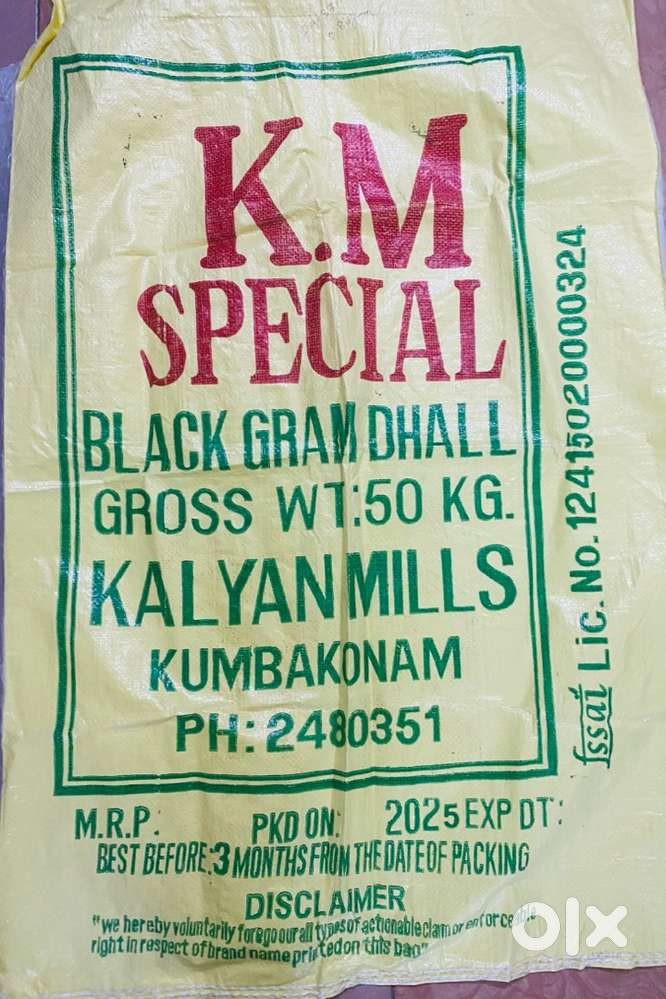 K.M
SPECIAL
BLACK GRAM DHALL
GROSS WT:50 KG.
KALYAN MILLS
KUMBAKONAM
PH: 2480351
fssai Lic. No. 12415020000324
M.R.P: PKD ON: 2025 EXP DT:
BEST BEFORE:3 MONTHS FROM THE DATE OF PACKING
DISCLAIMER
"we hereby voluntarily forego our all types of actionable claim or enforceable
right in respect of brand name printed on this bag"
olx